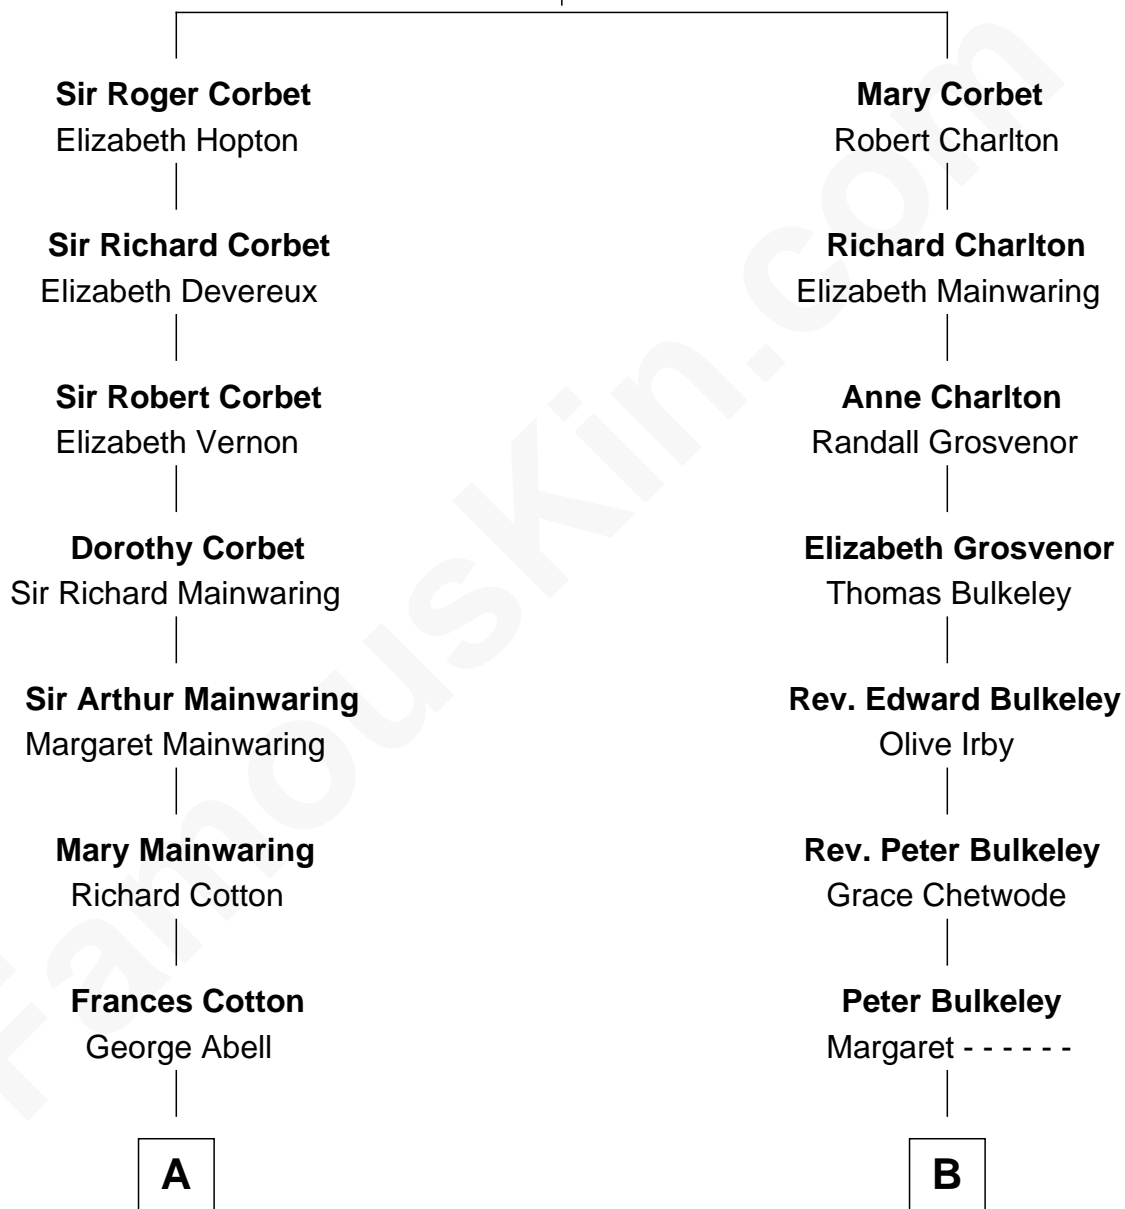 Sir Roger Corbet
Elizabeth Hopton
Sir Richard Corbet
Elizabeth Devereux
Sir Robert Corbet
Elizabeth Vernon
Dorothy Corbet
Sir Richard Mainwaring
Sir Arthur Mainwaring
Margaret Mainwaring
Mary Mainwaring
Richard Cotton
Frances Cotton
George Abell
A
Mary Corbet
Robert Charlton
Richard Charlton
Elizabeth Mainwaring
Anne Charlton
Randall Grosvenor
Elizabeth Grosvenor
Thomas Bulkeley
Rev. Edward Bulkeley
Olive Irby
Rev. Peter Bulkeley
Grace Chetwode
Peter Bulkeley
Margaret - - - - - -
B
FamousKin.com